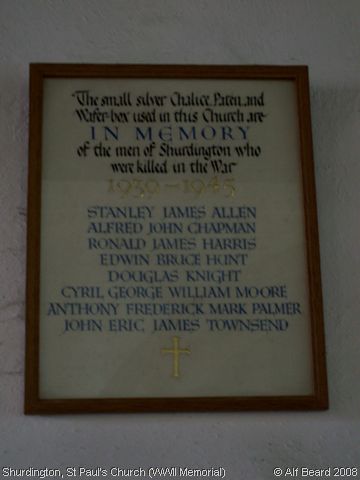 "The small silver Chalice, Paten, and
Wafer-box used in this Church are
IN MEMORY
of the men of Shurdington who
were killed in the War
1939-1945
STANLEY JAMES ALLEN
ALFRED JOHN CHAPMAN
RONALD JAMES HARRIS
EDWIN BRUCE HUNT
DOUGLAS KNIGHT
CYRIL GEORGE WILLIAM MOORE
ANTHONY FREDERICK MARK PALMER
JOHN ERIC JAMES TOWNSEND
Shurdington, St Paul's Church (WWII Memorial)
© Alf Beard 2008